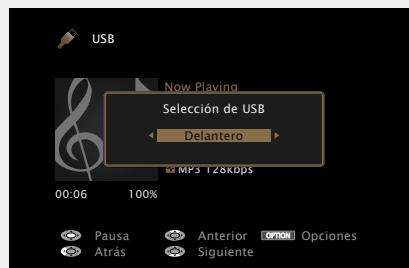 USB
Now Playing
Selección de USB
Delantero
MP3 128kbps
00:06 100%
Pausa Anterior OPTION Opciones
Atrás Siguiente